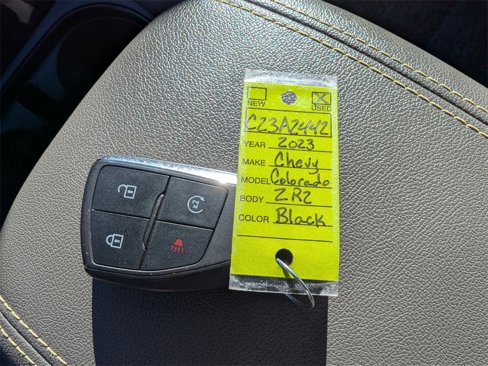 NEW USED
C23A2442
YEAR 2023
MAKE Chevy
MODEL Colorado
BODY ZR2
COLOR Black